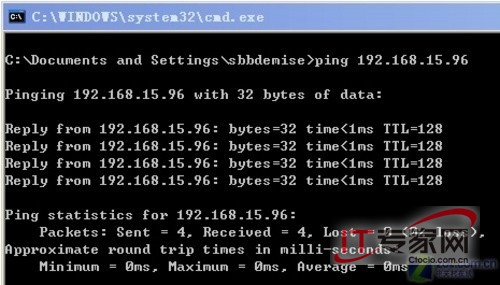 C:\WINDOWS\system32\cmd.exe
C:\Documents and Settings\sbbdemise>ping 192.168.15.96
Pinging 192.168.15.96 with 32 bytes of data:
Reply from 192.168.15.96: bytes=32 time<1ms TTL=128
Reply from 192.168.15.96: bytes=32 time<1ms TTL=128
Reply from 192.168.15.96: bytes=32 time<1ms TTL=128
Reply from 192.168.15.96: bytes=32 time<1ms TTL=128
Ping statistics for 192.168.15.96:
Packets: Sent = 4, Received = 4, Lost = 0 (0% loss),
Approximate round trip times in milli-seconds
Minimum = 0ms, Maximum = 0ms, Average = 0ms
IT专家网
Ctocio.com.cn